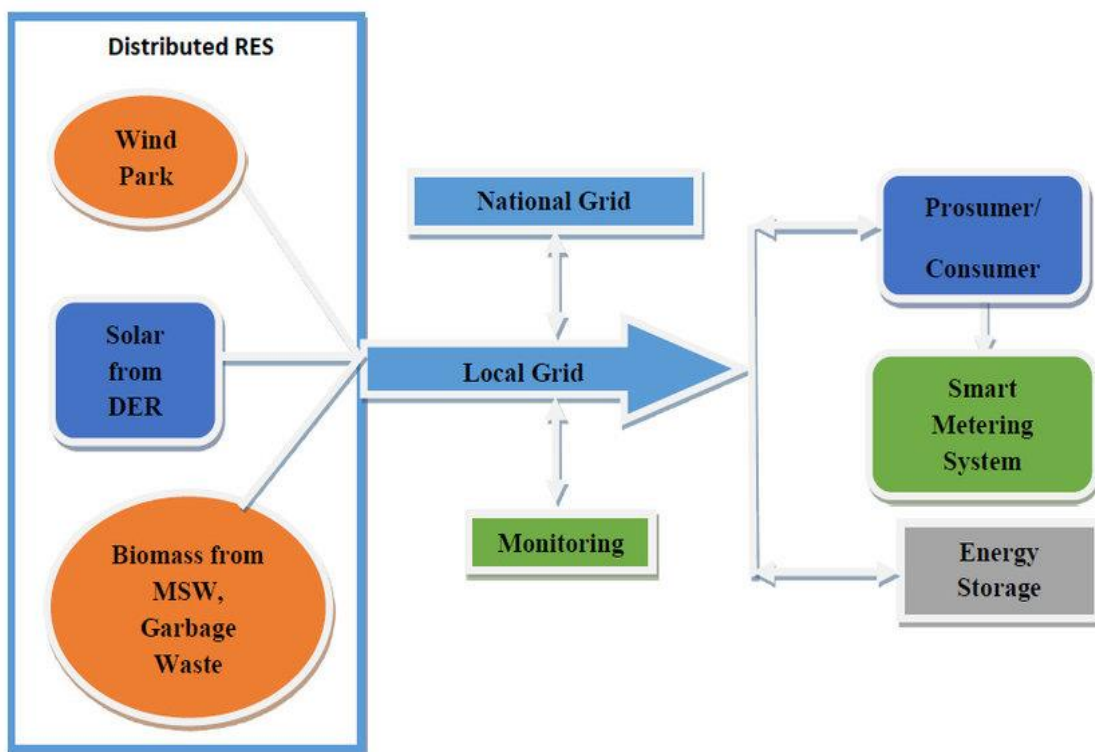 Distributed RES
Wind
Park
Solar
from
DER
Biomass from
MSW,
Garbage
Waste
National Grid
Local Grid
Monitoring
Prosumer/
Consumer
Smart
Metering
System
Energy
Storage